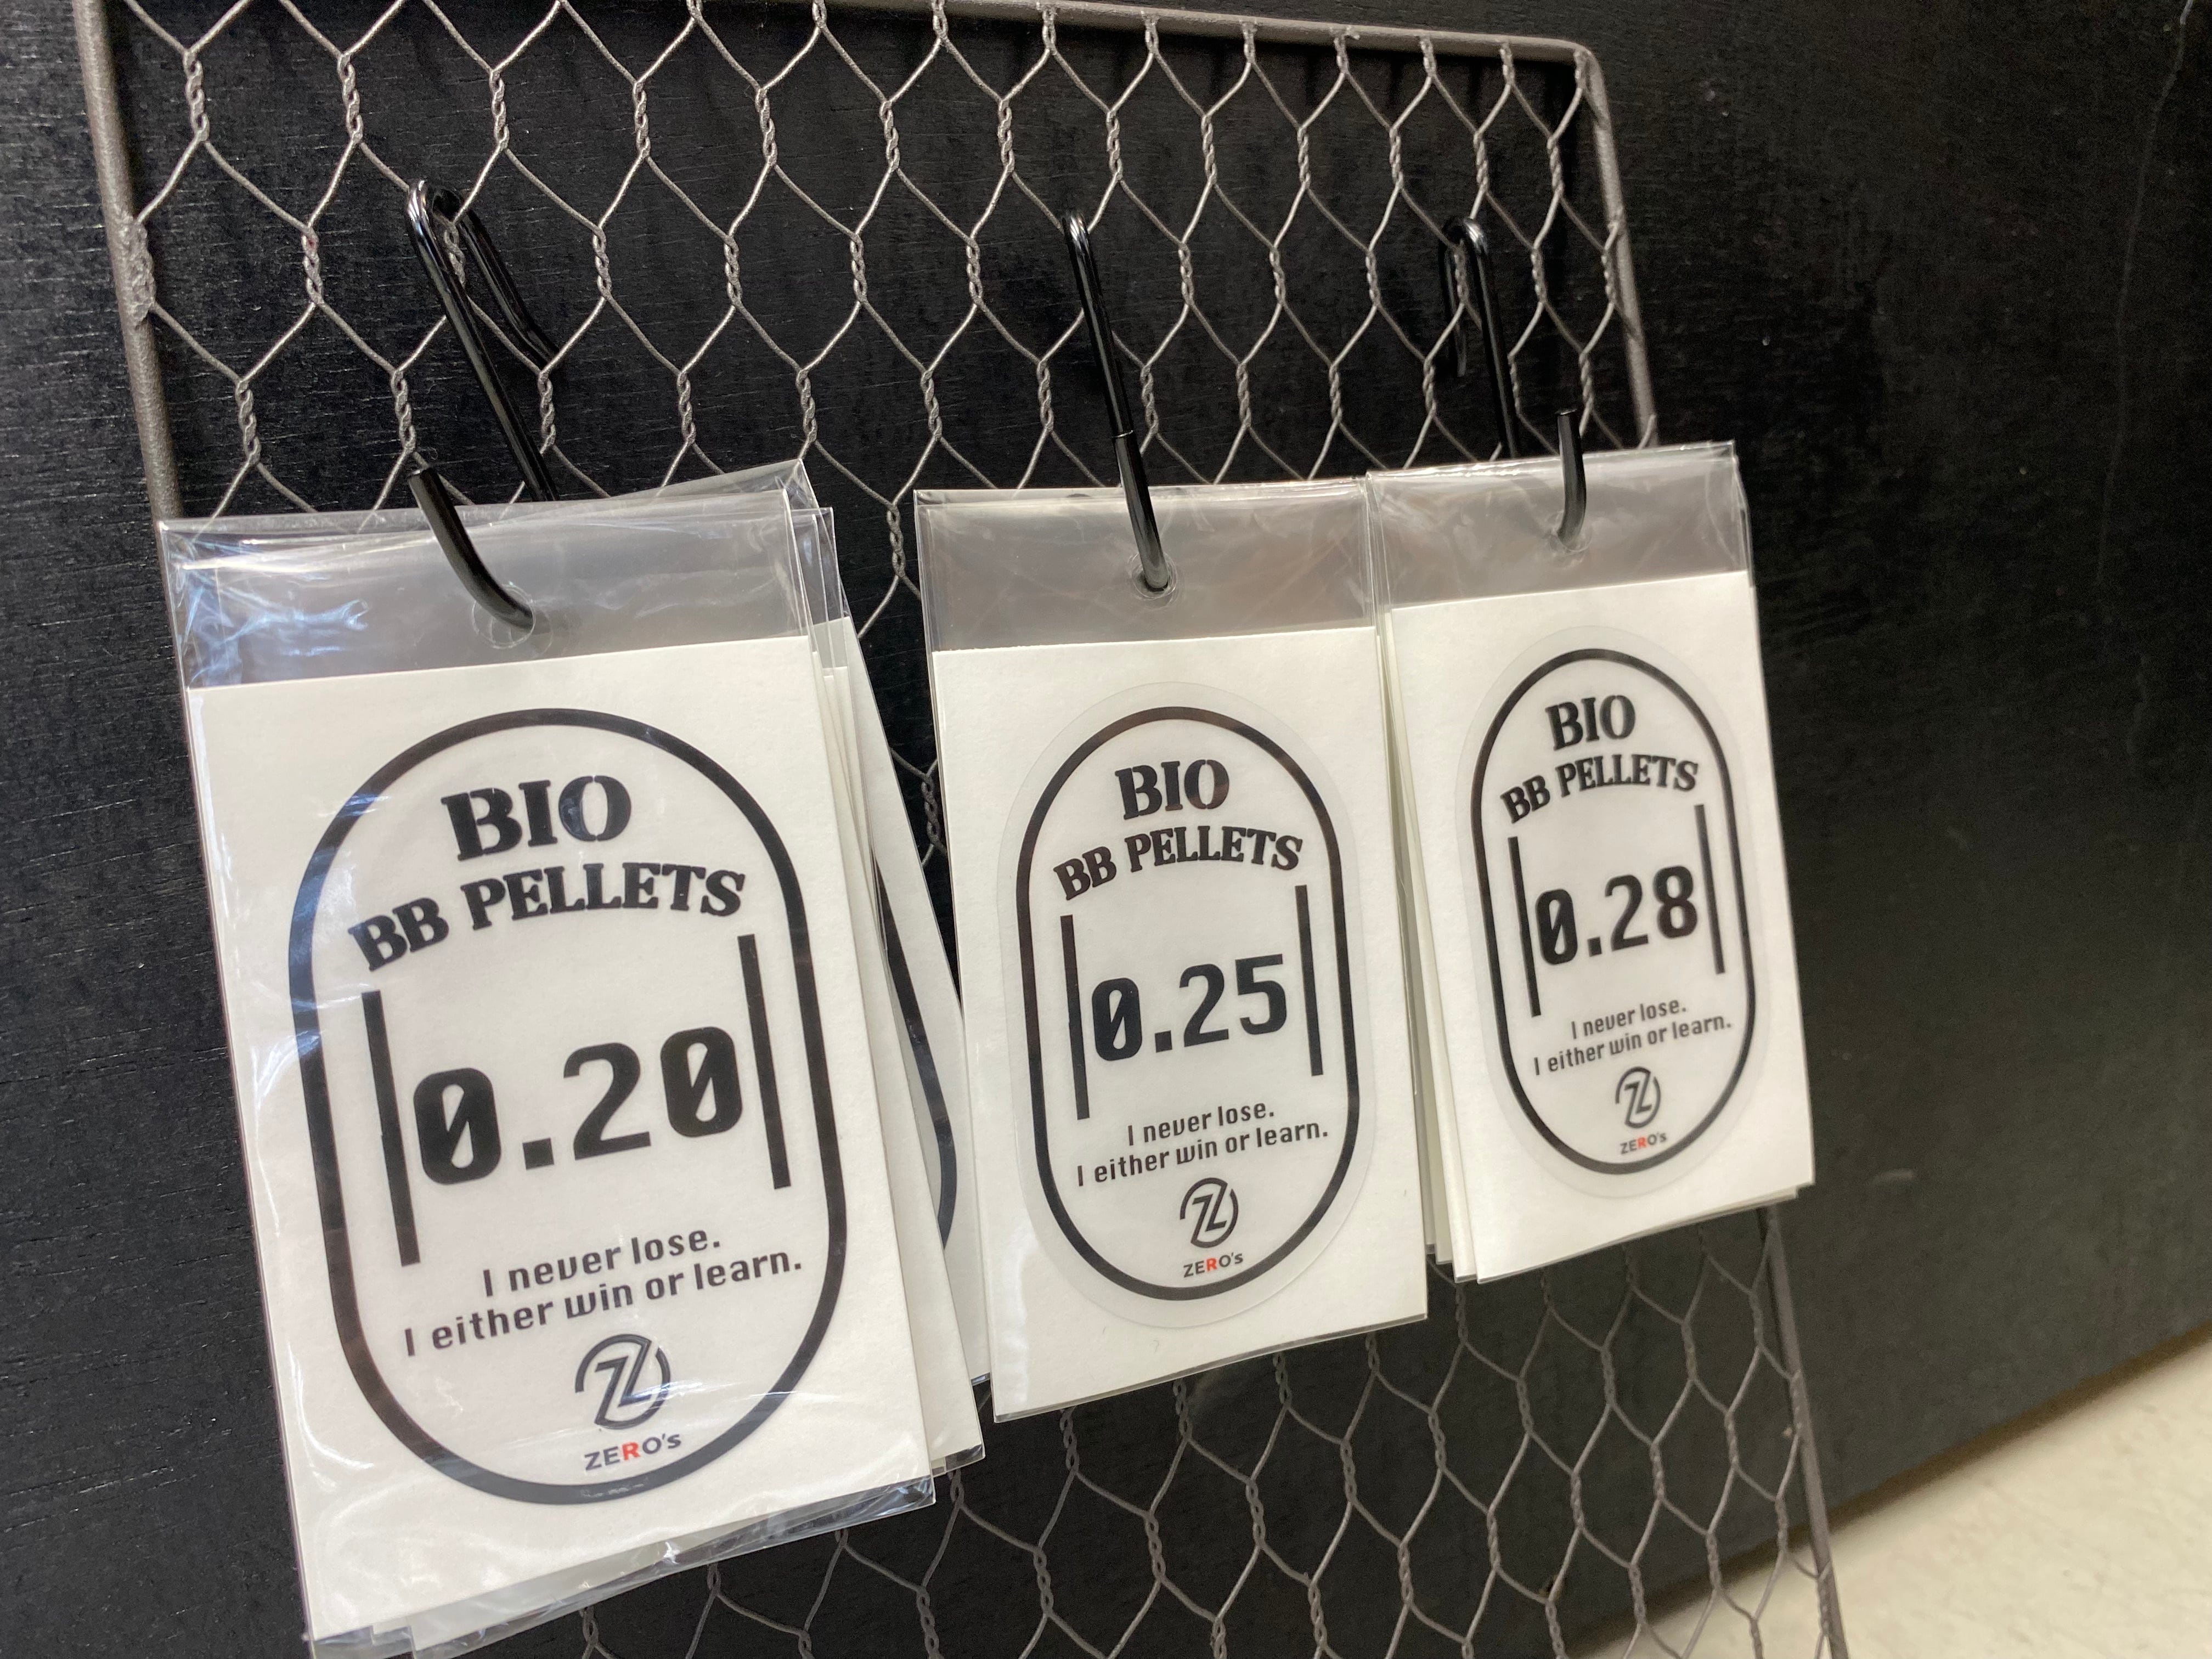 BIO
BB PELLETS
0.20
I never lose.
I either win or learn.
ZERO's
BIO
BB PELLETS
0.25
I never lose.
I either win or learn.
ZERO's
BIO
BB PELLETS
0.28
I never lose.
I either win or learn.
ZERO's